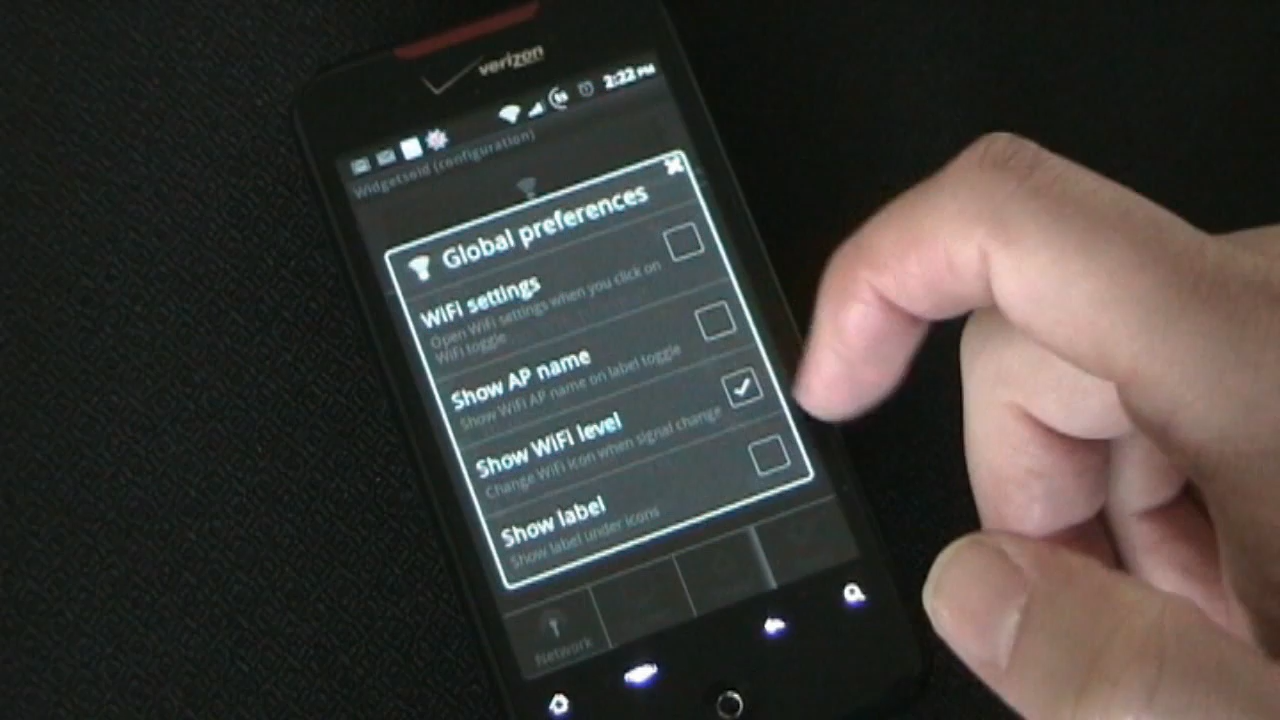 verizon
2:22 PM
Widgetsoid (configuration)
Global preferences
WiFi settings
Open WiFi settings when you click on
WiFi toggle
Show AP name
Show WiFi AP name on label toggle
Show WiFi level
Change WiFi icon when signal change
Show label
Show label under icons
Network